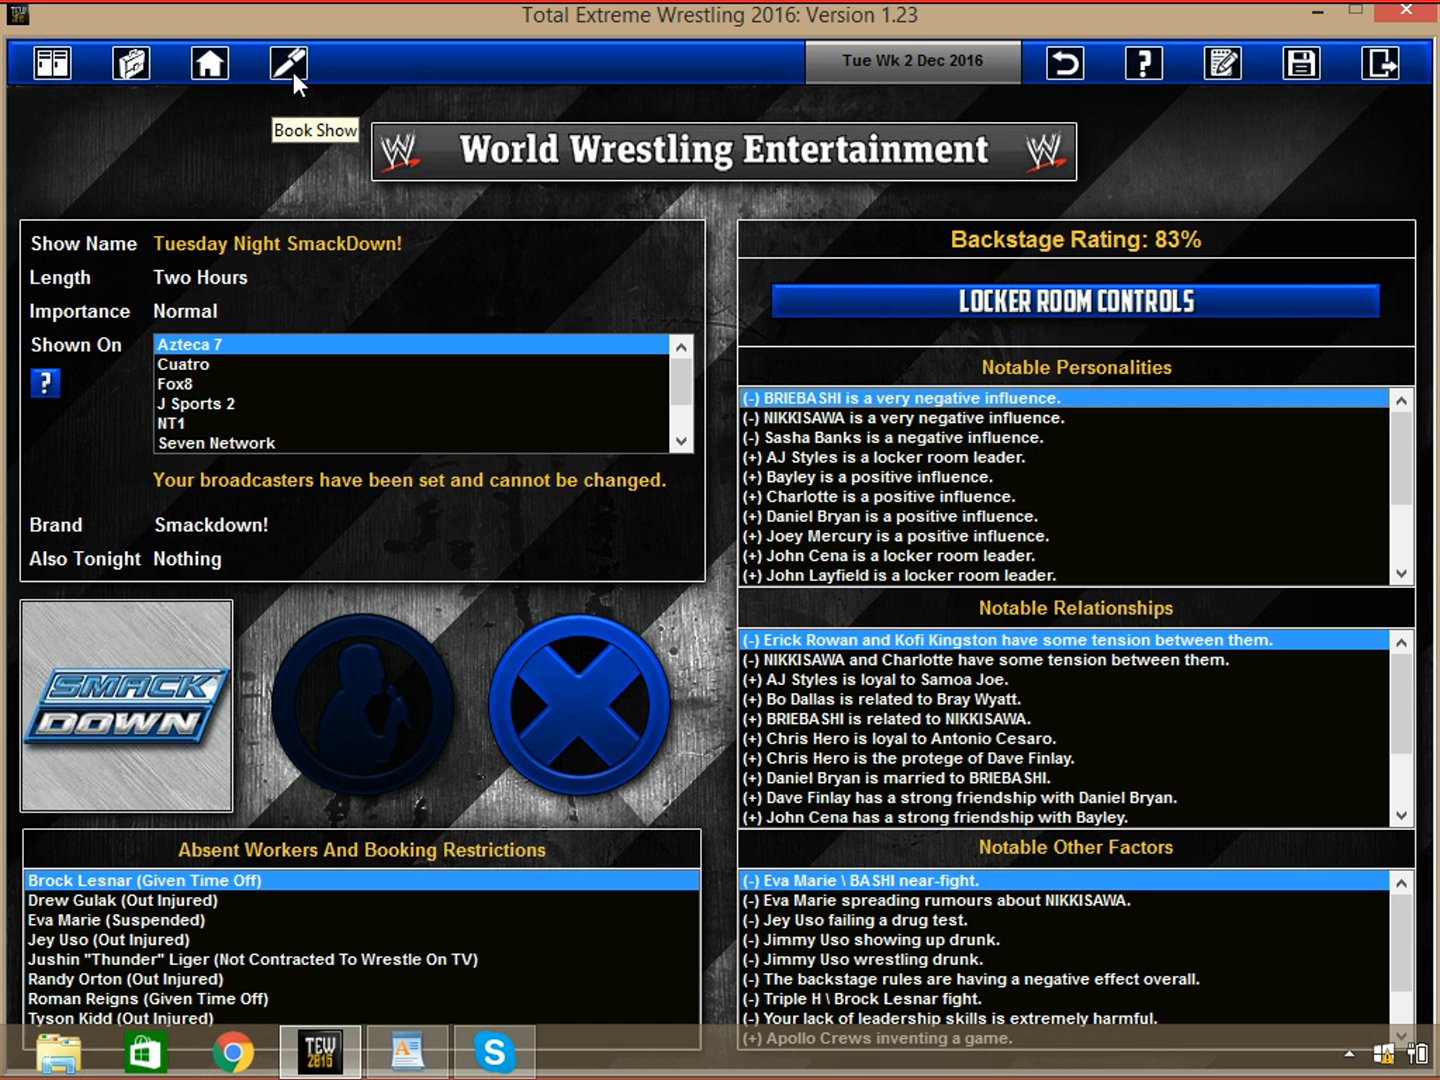 Total Extreme Wrestling 2016: Version 1.23
Tue Wk 2 Dec 2016
Book Show
World Wrestling Entertainment
Show Name Tuesday Night SmackDown!
Length Two Hours
Importance Normal
Shown On Azteca 7
Cuatro
Fox8
J Sports 2
NT1
Seven Network
Your broadcasters have been set and cannot be changed.
Brand Smackdown!
Also Tonight Nothing
SMACK
DOWN
Absent Workers And Booking Restrictions
Brock Lesnar (Given Time Off)
Drew Gulak (Out Injured)
Eva Marie (Suspended)
Jey Uso (Out Injured)
Jushin "Thunder" Liger (Not Contracted To Wrestle On TV)
Randy Orton (Out Injured)
Roman Reigns (Given Time Off)
Tyson Kidd (Out Injured)
Backstage Rating: 83%
LOCKER ROOM CONTROLS
Notable Personalities
(-) BRIEBASHI is a very negative influence.
(-) NIKKISAWA is a very negative influence.
(-) Sasha Banks is a negative influence.
(+) AJ Styles is a locker room leader.
(+) Bayley is a positive influence.
(+) Charlotte is a positive influence.
(+) Daniel Bryan is a positive influence.
(+) Joey Mercury is a positive influence.
(+) John Cena is a locker room leader.
(+) John Layfield is a locker room leader.
Notable Relationships
(-) Erick Rowan and Kofi Kingston have some tension between them.
(-) NIKKISAWA and Charlotte have some tension between them.
(+) AJ Styles is loyal to Samoa Joe.
(+) Bo Dallas is related to Bray Wyatt.
(+) BRIEBASHI is related to NIKKISAWA.
(+) Chris Hero is loyal to Antonio Cesaro.
(+) Chris Hero is the protege of Dave Finlay.
(+) Daniel Bryan is married to BRIEBASHI.
(+) Dave Finlay has a strong friendship with Daniel Bryan.
(+) John Cena has a strong friendship with Bayley.
Notable Other Factors
(-) Eva Marie \ BASHI near-fight.
(-) Eva Marie spreading rumours about NIKKISAWA.
(-) Jey Uso failing a drug test.
(-) Jimmy Uso showing up drunk.
(-) Jimmy Uso wrestling drunk.
(-) The backstage rules are having a negative effect overall.
(-) Triple H \ Brock Lesnar fight.
(-) Your lack of leadership skills is extremely harmful.
(+) Apollo Crews inventing a game.
TEW
2016